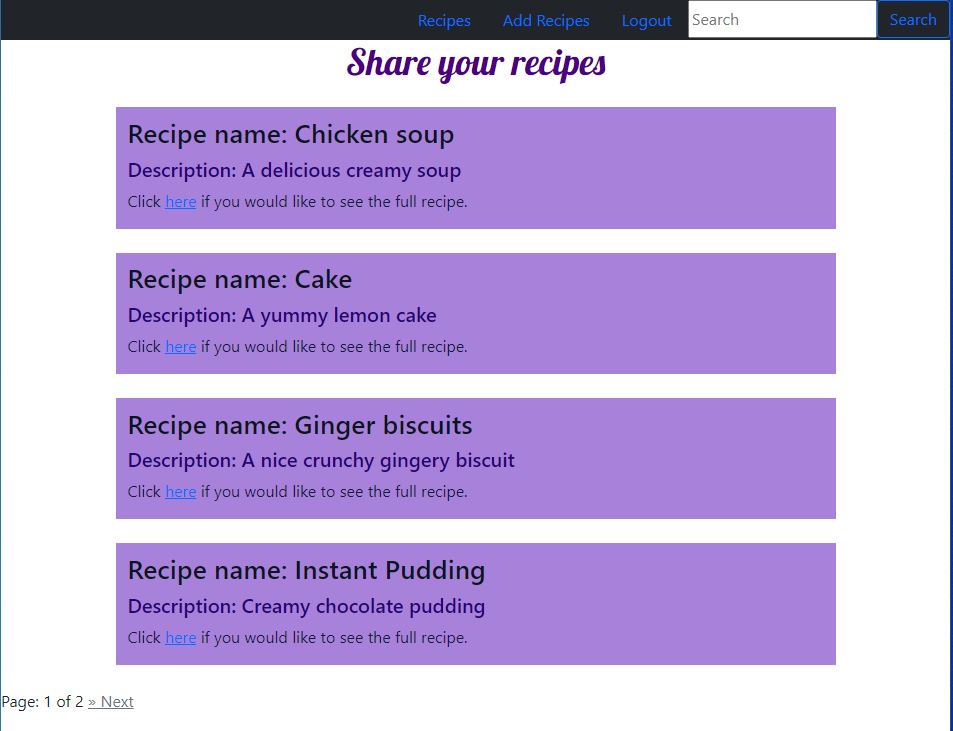 Recipes Add Recipes Logout Search Search
Share your recipes
Recipe name: Chicken soup
Description: A delicious creamy soup
Click here if you would like to see the full recipe.
Recipe name: Cake
Description: A yummy lemon cake
Click here if you would like to see the full recipe.
Recipe name: Ginger biscuits
Description: A nice crunchy gingery biscuit
Click here if you would like to see the full recipe.
Recipe name: Instant Pudding
Description: Creamy chocolate pudding
Click here if you would like to see the full recipe.
Page: 1 of 2 » Next